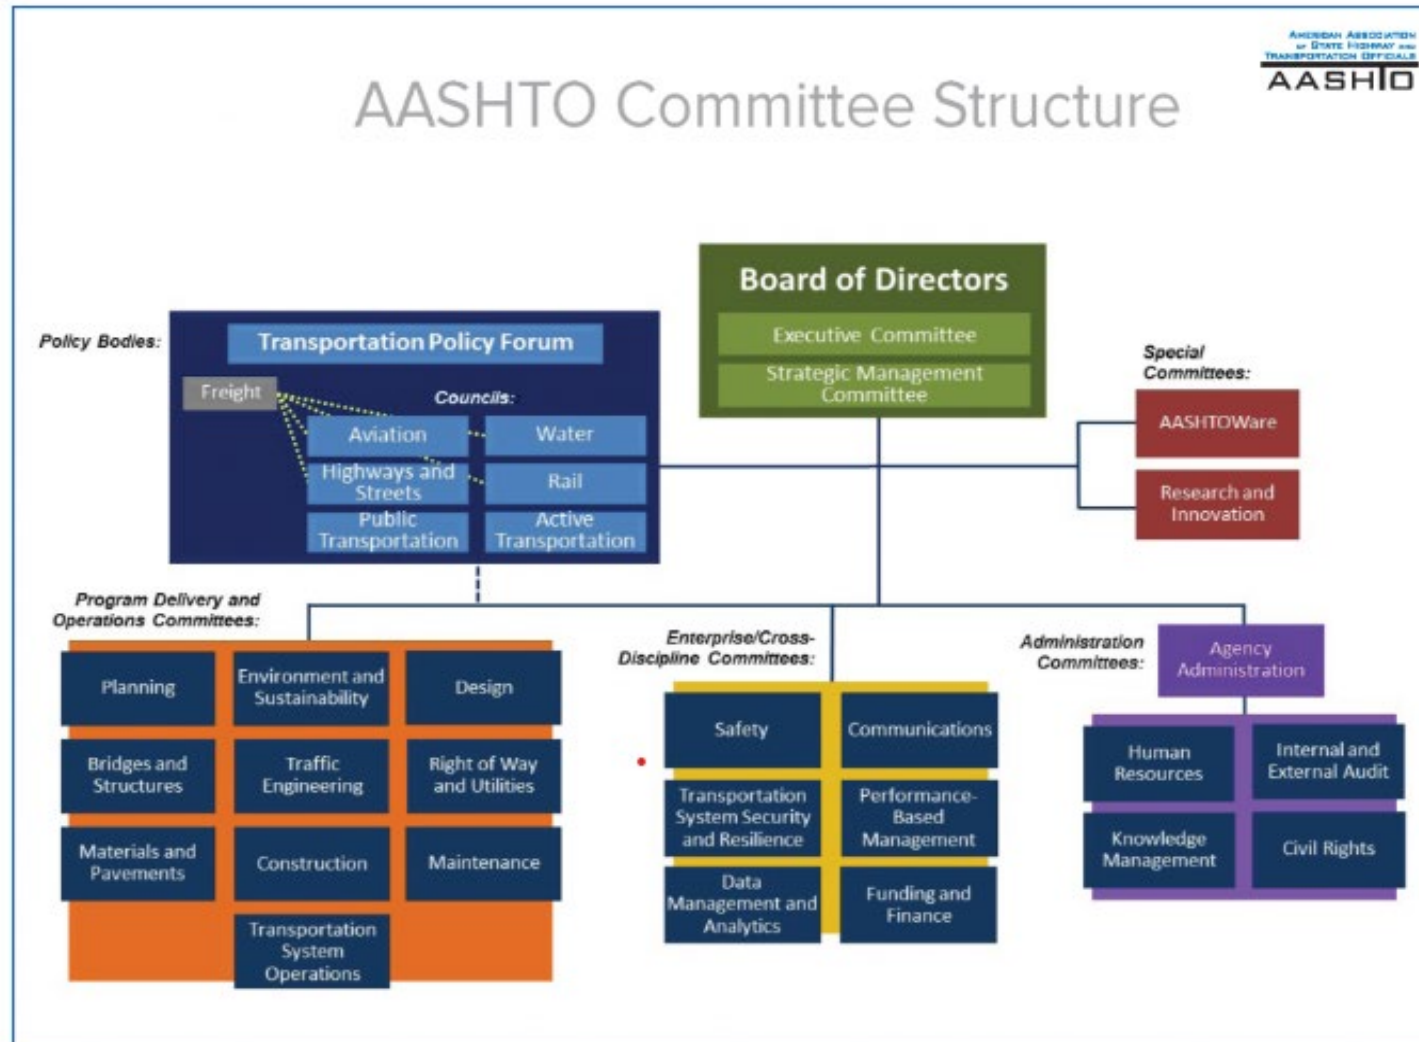 AMERICAN ASSOCIATION
OF STATE HIGHWAY AND
TRANSPORTATION OFFICIALS
AASHTO
AASHTO Committee Structure
Board of Directors
Executive Committee
Strategic Management
Committee
Policy Bodies:
Transportation Policy Forum
Freight
Councils:
Aviation
Water
Highways and
Streets
Rail
Public
Transportation
Active
Transportation
Special
Committees:
AASHTOWare
Research and
Innovation
Program Delivery and
Operations Committees:
Planning
Environment and
Sustainability
Design
Bridges and
Structures
Traffic
Engineering
Right of Way
and Utilities
Materials and
Pavements
Construction
Maintenance
Transportation
System
Operations
Enterprise/Cross-
Discipline Committees:
Safety
Communications
Transportation
System Security
and Resilience
Performance-
Based
Management
Data
Management and
Analytics
Funding and
Finance
Administration
Committees:
Agency
Administration
Human
Resources
Internal and
External Audit
Knowledge
Management
Civil Rights